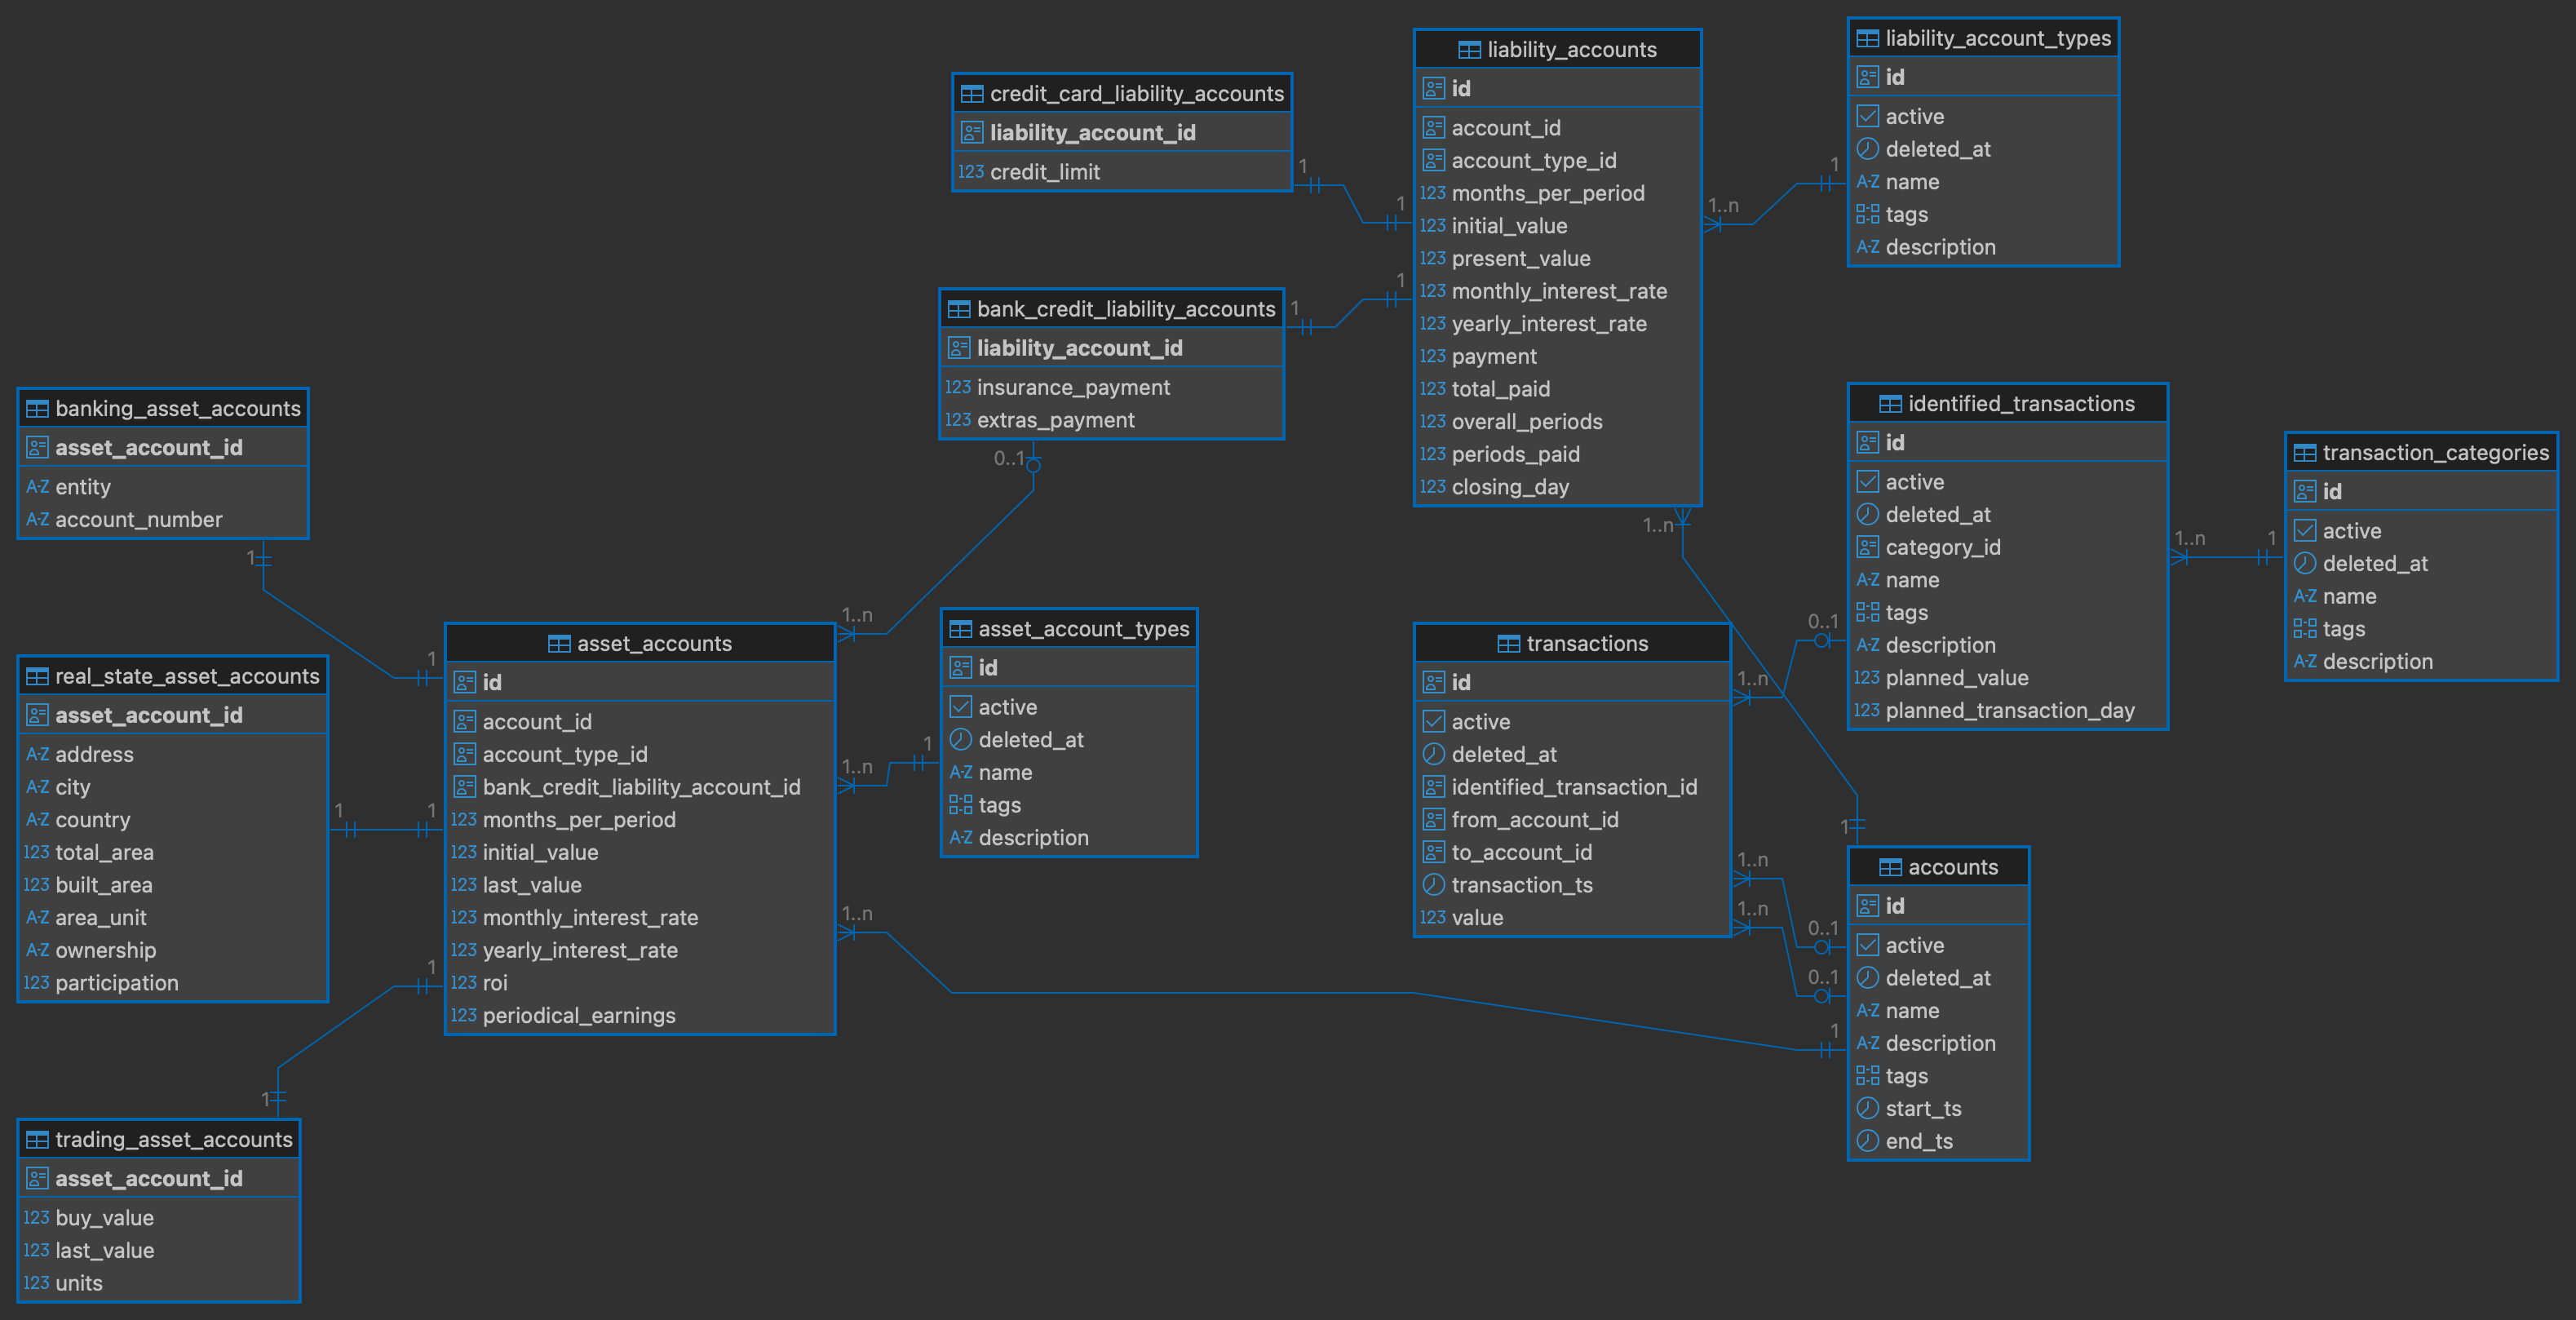 liability_account_types
id
active
deleted_at
name
tags
description
liability_accounts
id
account_id
account_type_id
123 months_per_period
123 initial_value
123 present_value
123 monthly_interest_rate
123 yearly_interest_rate
123 payment
123 total_paid
123 overall_periods
123 periods_paid
123 closing_day
credit_card_liability_accounts
liability_account_id
123 credit_limit
1
1
1
1..n
bank_credit_liability_accounts
liability_account_id
123 insurance_payment
123 extras_payment
1
1
0..1
1..n
banking_asset_accounts
asset_account_id
A-Z entity
A-Z account_number
1
1
identified_transactions
id
active
deleted_at
category_id
A-Z name
tags
A-Z description
123 planned_value
123 planned_transaction_day
1..n
1
transaction_categories
id
active
deleted_at
A-Z name
tags
A-Z description
real_state_asset_accounts
asset_account_id
A-Z address
A-Z city
A-Z country
123 total_area
123 built_area
A-Z area_unit
A-Z ownership
123 participation
1
1
asset_accounts
id
account_id
account_type_id
bank_credit_liability_account_id
123 months_per_period
123 initial_value
123 last_value
123 monthly_interest_rate
123 yearly_interest_rate
123 roi
123 periodical_earnings
1..n
1..n
1
1..n
asset_account_types
id
active
deleted_at
A-Z name
tags
A-Z description
transactions
id
active
deleted_at
identified_transaction_id
from_account_id
to_account_id
transaction_ts
123 value
1..n
0..1
1..n
1..n
0..1
0..1
1
1
accounts
id
active
deleted_at
A-Z name
A-Z description
tags
start_ts
end_ts
1
1
trading_asset_accounts
asset_account_id
123 buy_value
123 last_value
123 units